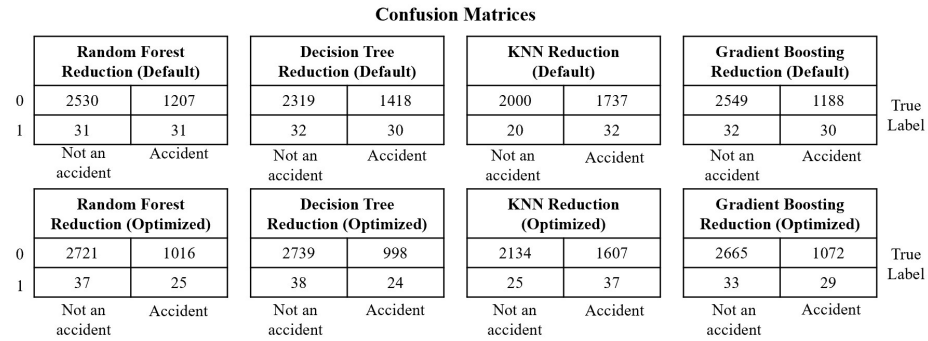 Confusion Matrices
Random Forest
Reduction (Default)
Decision Tree
Reduction (Default)
KNN Reduction
(Default)
Gradient Boosting
Reduction (Default)
0 2530 1207 2319 1418 2000 1737 2549 1188
1 31 31 32 30 20 32 32 30
True
Label
Not an
accident
Accident
Not an
accident
Accident
Not an
accident
Accident
Not an
accident
Accident
Random Forest
Reduction (Optimized)
Decision Tree
Reduction (Optimized)
KNN Reduction
(Optimized)
Gradient Boosting
Reduction (Optimized)
0 2721 1016 2739 998 2134 1607 2665 1072
1 37 25 38 24 25 37 33 29
True
Label
Not an
accident
Accident
Not an
accident
Accident
Not an
accident
Accident
Not an
accident
Accident